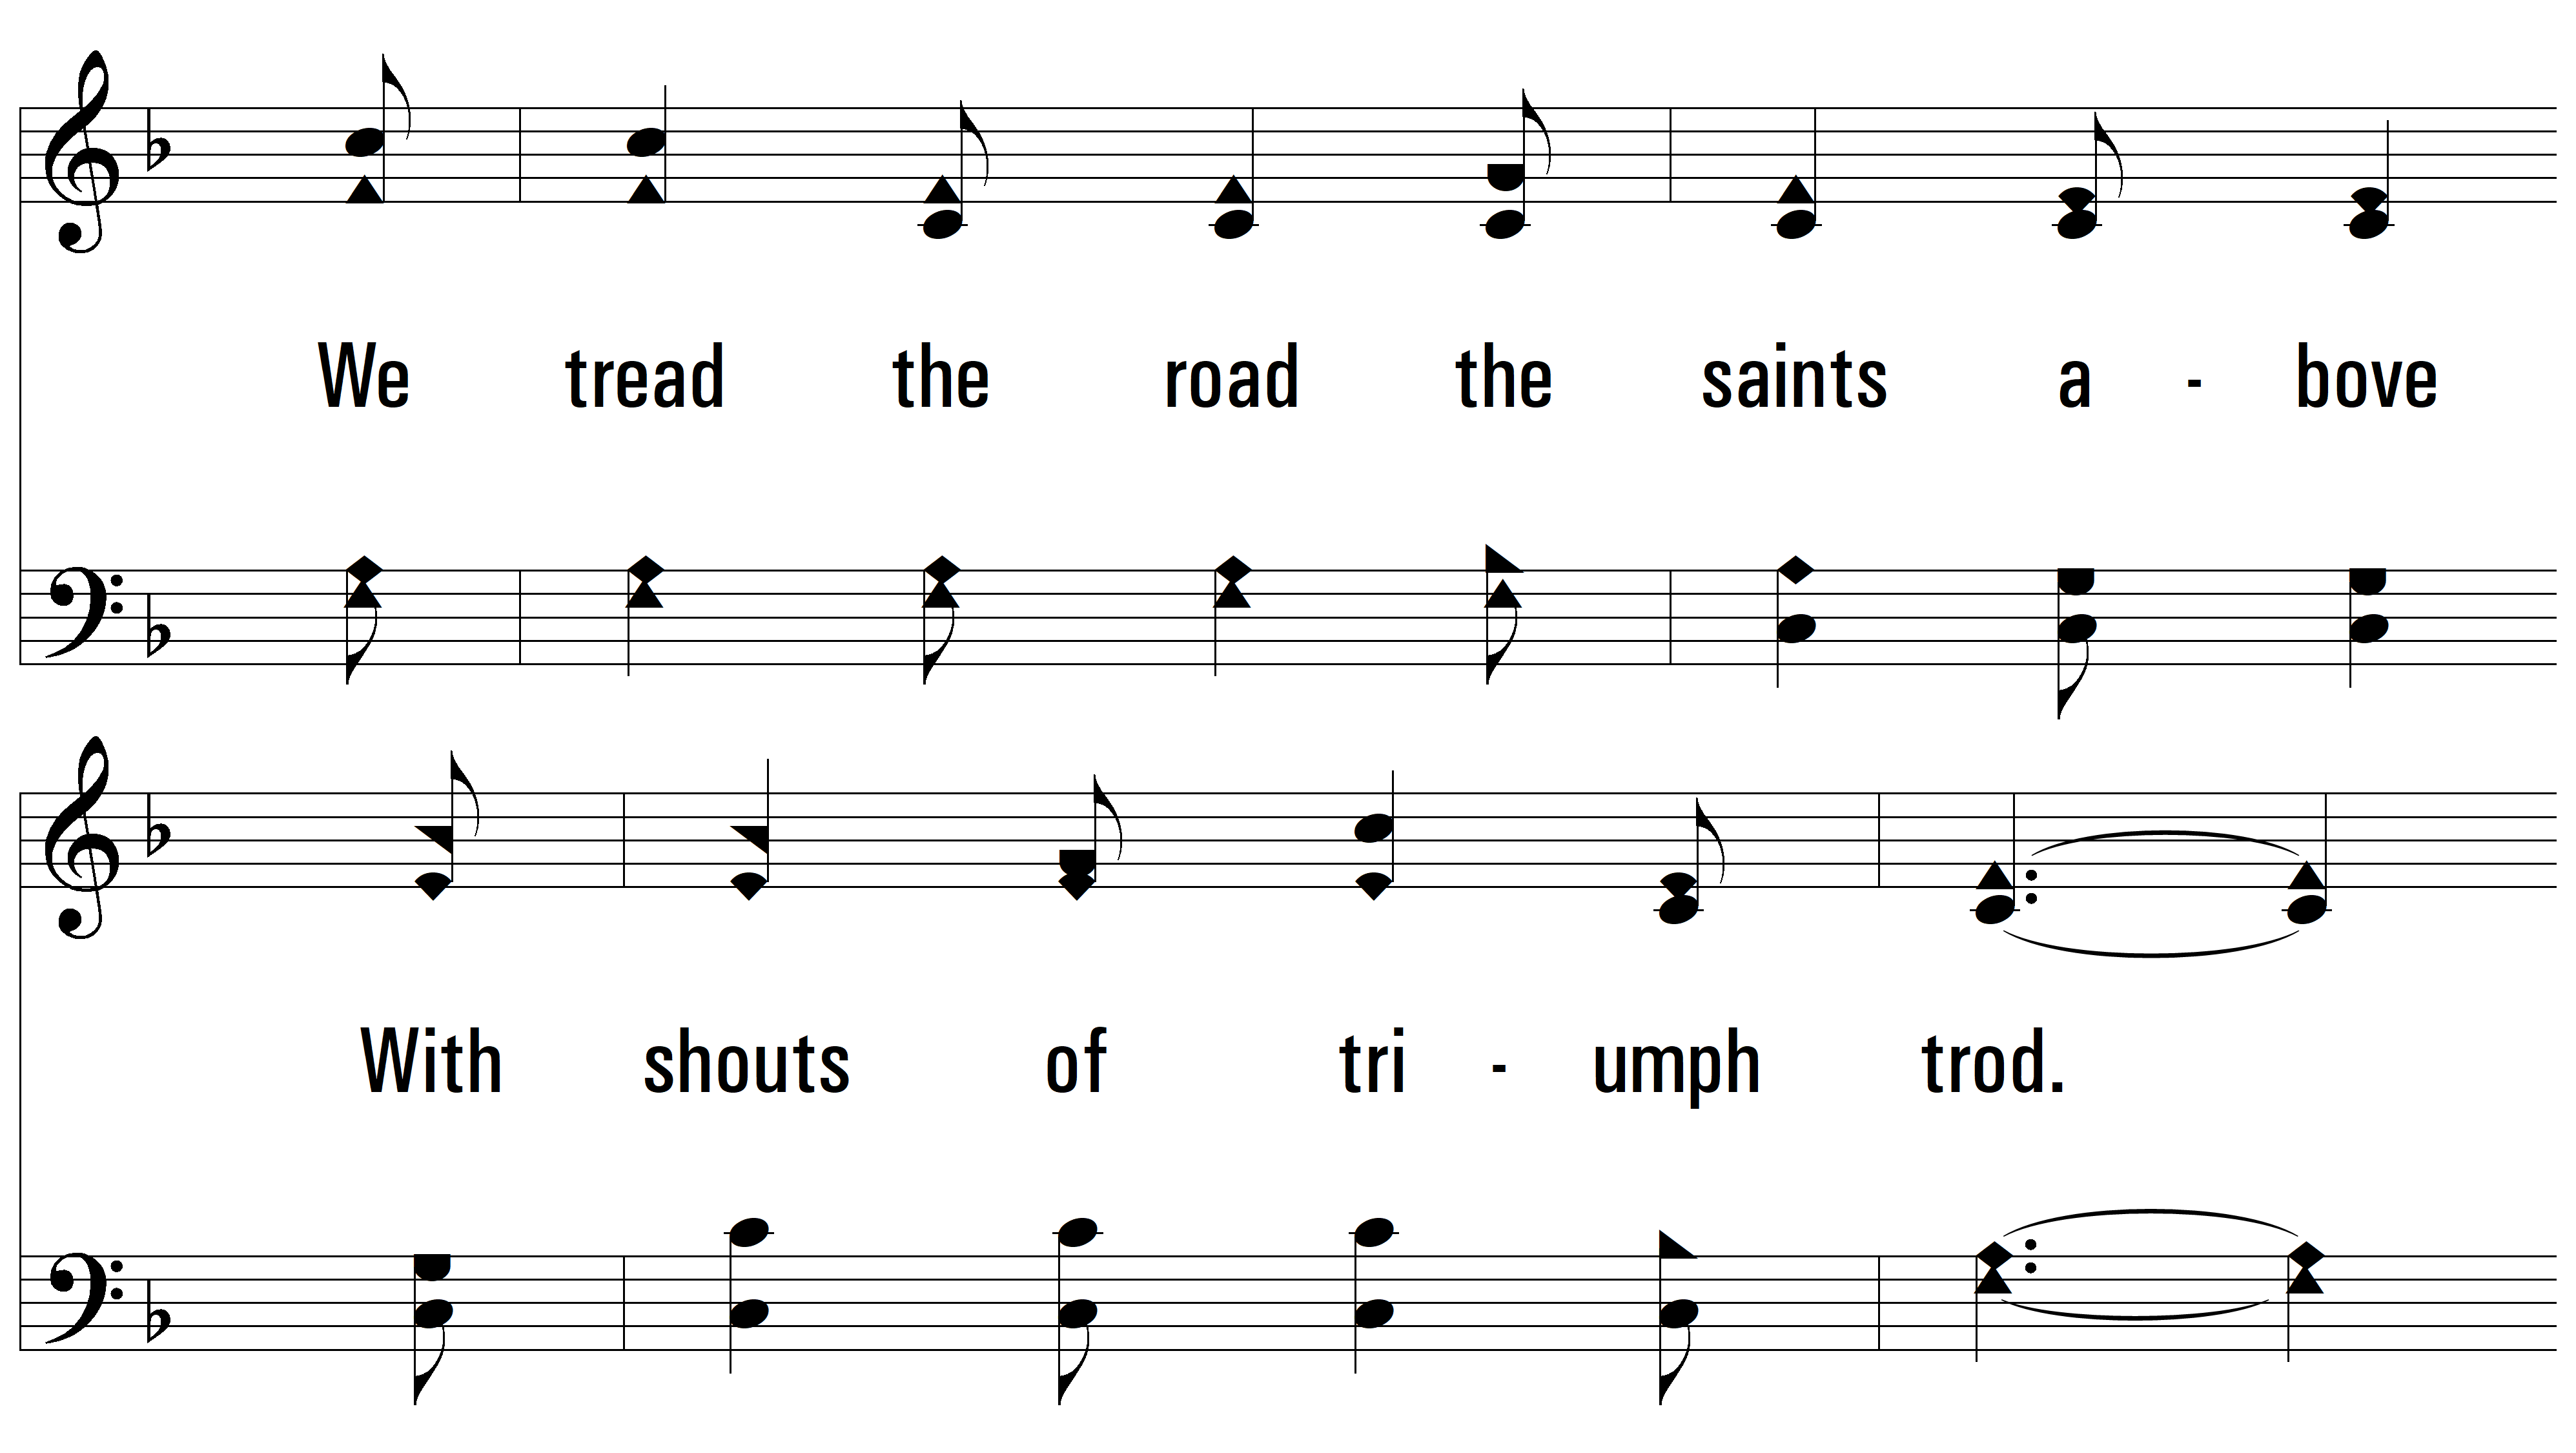 We tread the road the saints a - bove
With shouts of tri - umph trod.